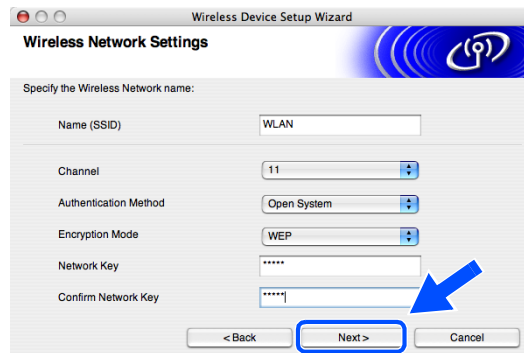 Wireless Device Setup Wizard
Wireless Network Settings
Specify the Wireless Network name:
Name (SSID) WLAN
Channel 11
Authentication Method Open System
Encryption Mode WEP
Network Key *****
Confirm Network Key *****
< Back Next > Cancel